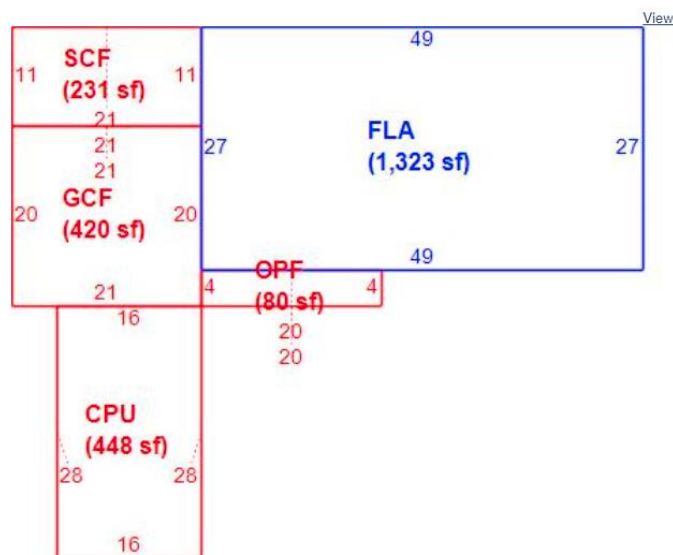 View
49
SCF
11
11
(231 sf)
21
FLA
(1,323 sf)
27
27
21
21
GCF
20
20
(420 sf)
49
OPF
4
4
(80 sf)
21
16
20
20
CPU
(448 sf)
28
28
16